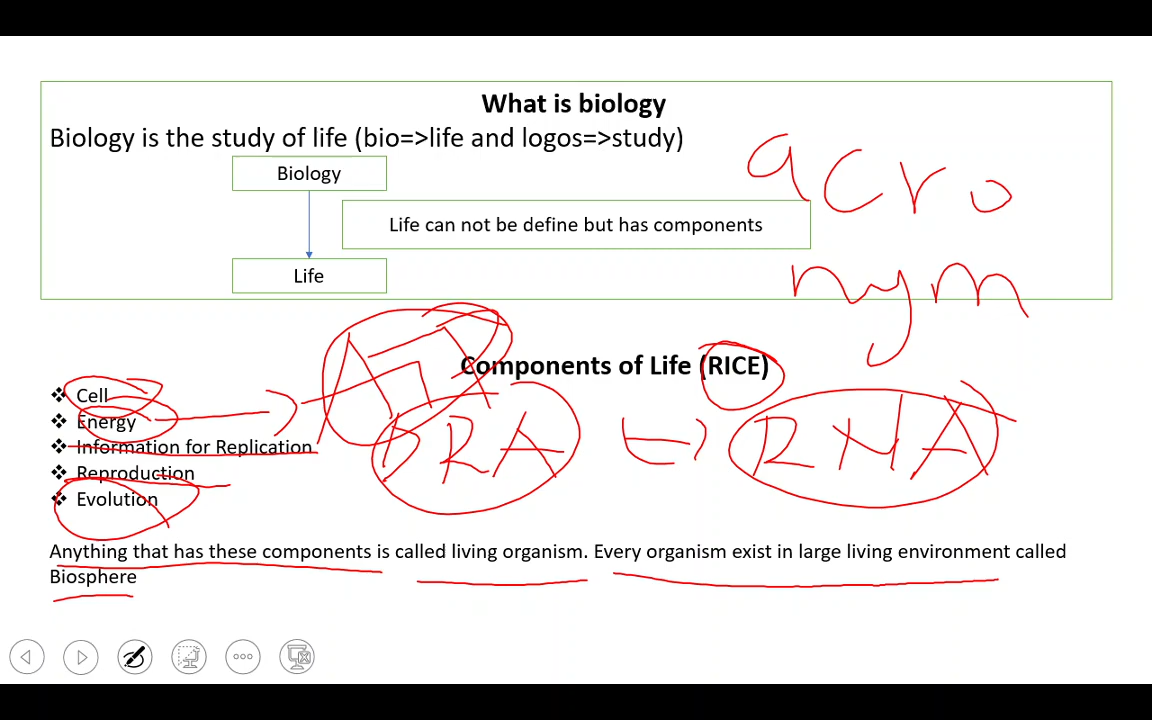 What is biology
Biology is the study of life (bio=>life and logos=>study)
Biology
acro
Life can not be define but has components
Life
nym
Components of Life (RICE)
Cell
Energy
Information for Replication
RNA
Reproduction
Evolution
Anything that has these components is called living organism. Every organism exist in large living environment called
Biosphere